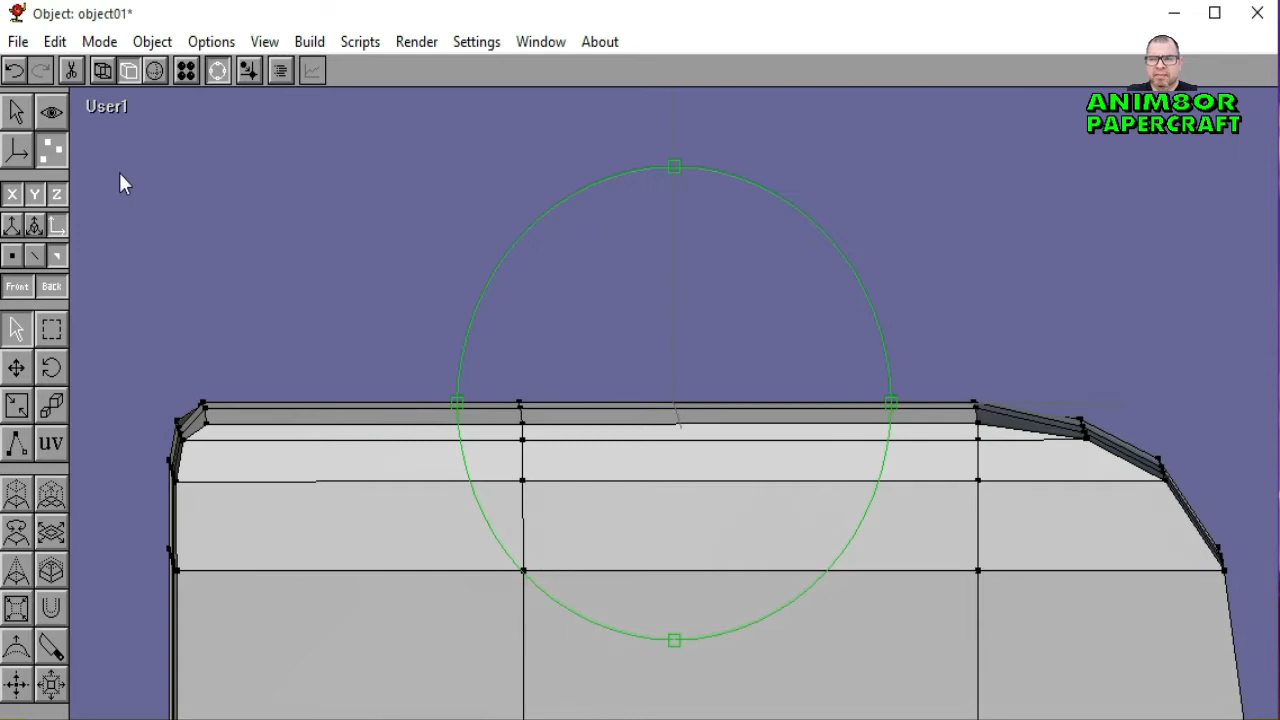 Object: object01*
File Edit Mode Object Options View Build Scripts Render Settings Window About
User1
ANIM8OR
PAPERCRAFT
X Y Z
Front Back
UV